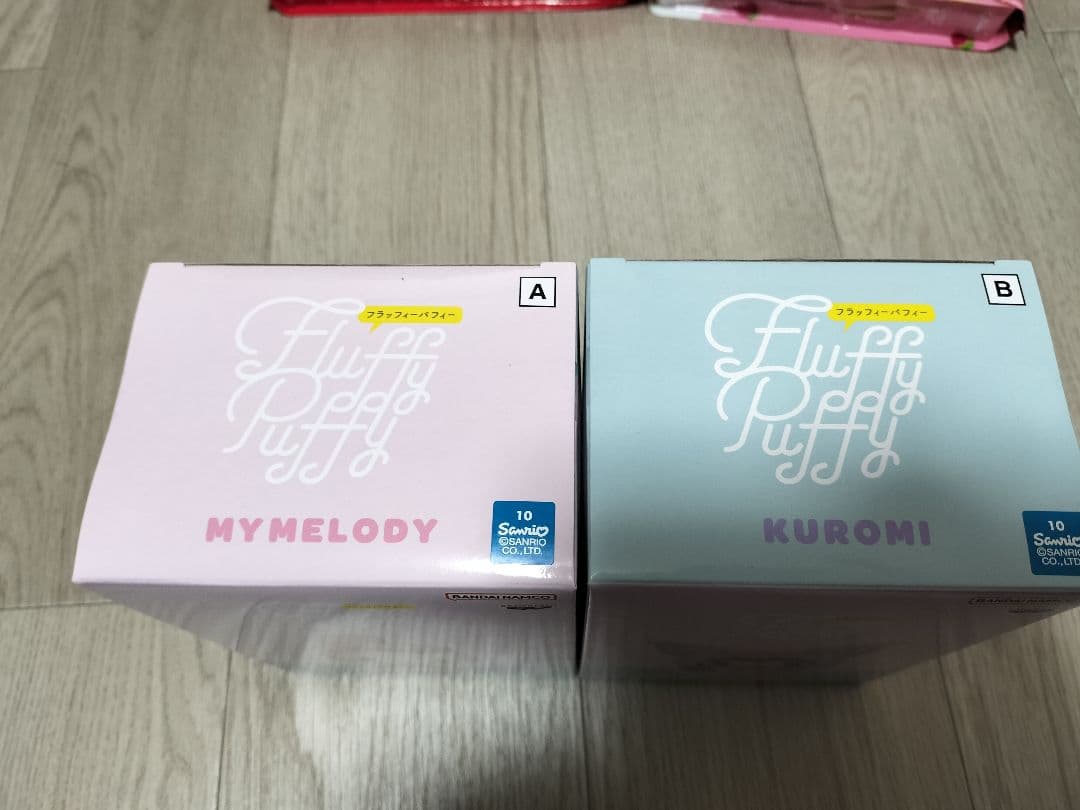 A
フラッフィーパフィー
Fluffy
Puffy
MYMELODY
10
Sanrio
©SANRIO
CO.,LTD.
BANDAI NAMCO
B
フラッフィーパフィー
Fluffy
Puffy
KUROMI
10
Sanrio
©SANRIO
CO.,LTD
BANDAI NAMCO